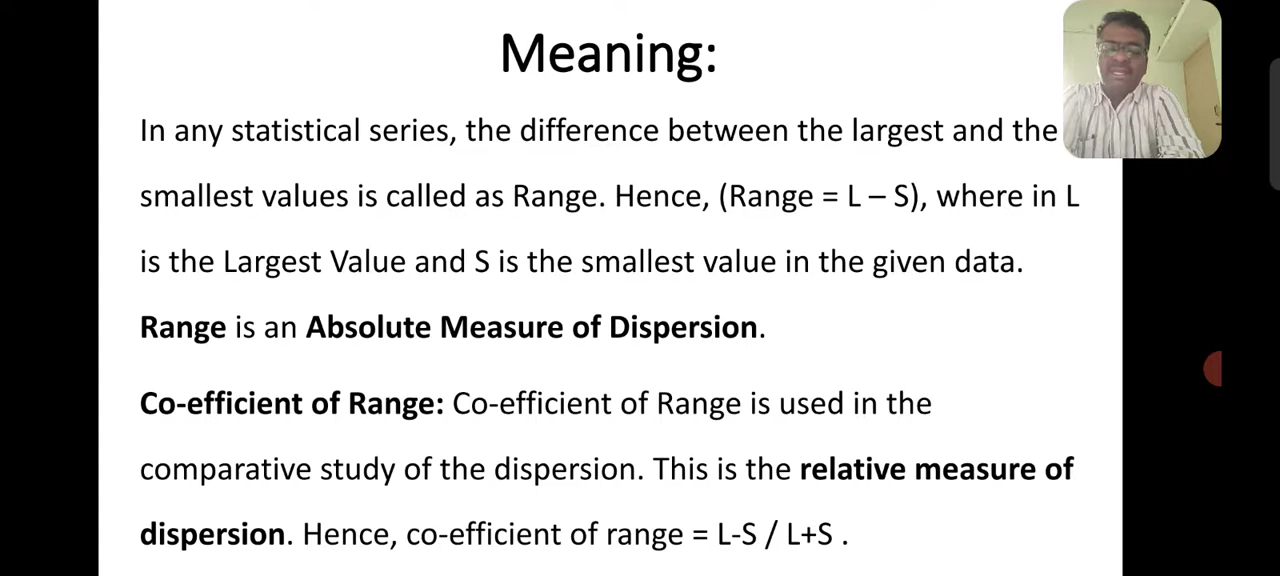 Meaning:
In any statistical series, the difference between the largest and the
smallest values is called as Range. Hence, (Range = L – S), where in L
is the Largest Value and S is the smallest value in the given data.
Range is an Absolute Measure of Dispersion.
Co-efficient of Range: Co-efficient of Range is used in the
comparative study of the dispersion. This is the relative measure of
dispersion. Hence, co-efficient of range = L-S / L+S .